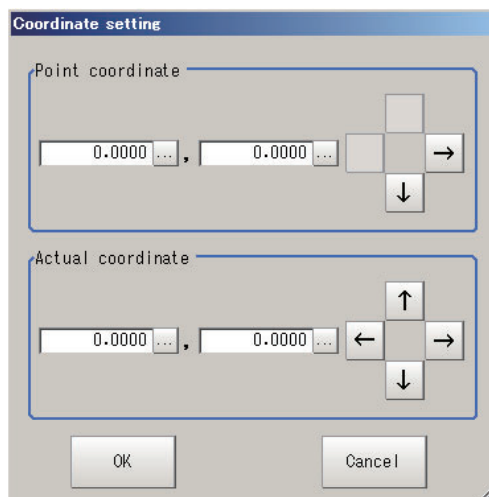 Coordinate setting
Point coordinate
0.0000 ... , 0.0000 ...
→
↓
Actual coordinate
↑
0.0000 ... , 0.0000 ... ← →
↓
OK Cancel